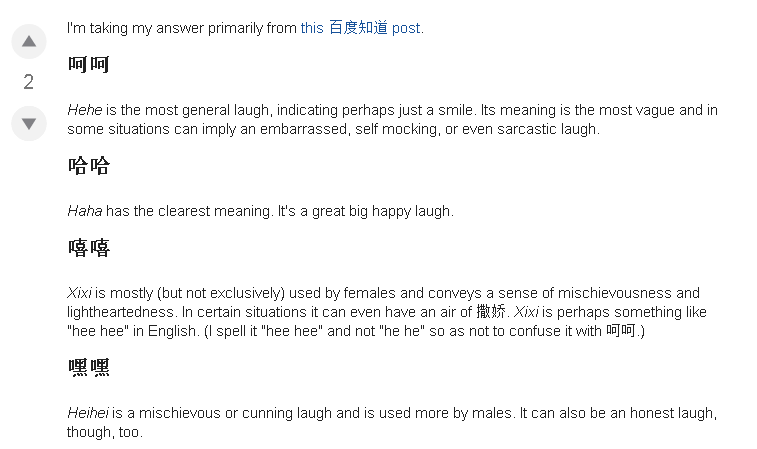 I'm taking my answer primarily from this 百度知道 post.
2
呵呵
Hehe is the most general laugh, indicating perhaps just a smile. Its meaning is the most vague and in
some situations can imply an embarrassed, self mocking, or even sarcastic laugh.
哈哈
Haha has the clearest meaning. It's a great big happy laugh.
嘻嘻
Xixi is mostly (but not exclusively) used by females and conveys a sense of mischievousness and
lightheartedness. In certain situations it can even have an air of 撒娇. Xixi is perhaps something like
"hee hee" in English. (I spell it "hee hee" and not "he he" so as not to confuse it with 呵呵.)
嘿嘿
Heihei is a mischievous or cunning laugh and is used more by males. It can also be an honest laugh,
though, too.